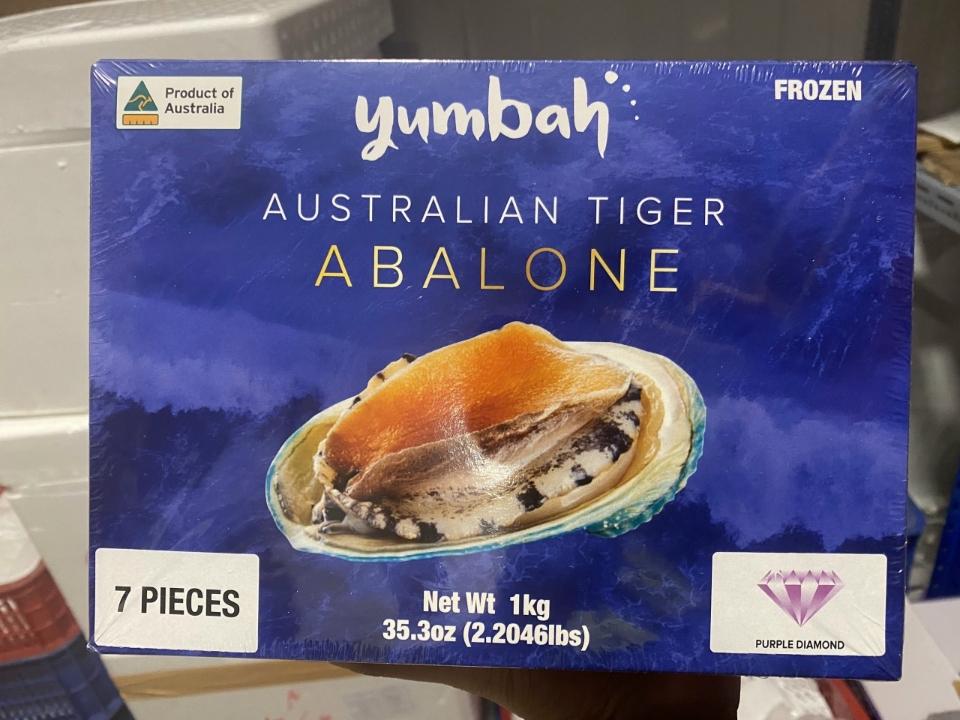 Product of
Australia
yumbah
FROZEN
AUSTRALIAN TIGER
ABALONE
7 PIECES
Net Wt 1kg
35.3oz (2.2046lbs)
PURPLE DIAMOND